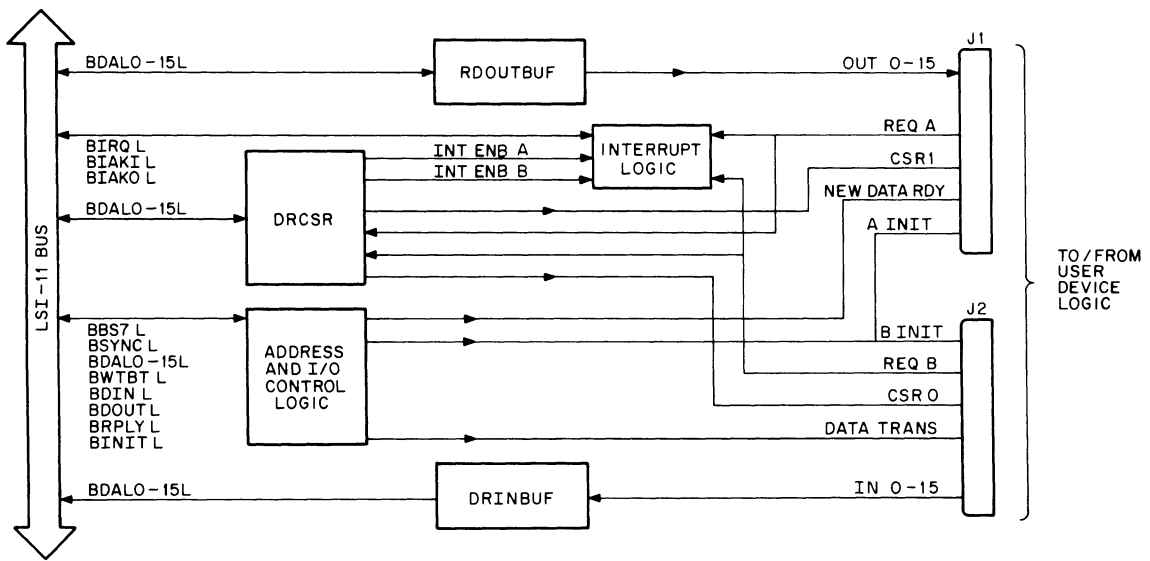 J1
BDAL0-15L
RDOUTBUF
OUT 0-15
BIRQ L
BIAKI L
BIAKO L
INT ENB A
INT ENB B
INTERRUPT
LOGIC
REQ A
CSR1
NEW DATA RDY
A INIT
BDAL0-15L
DRCSR
LSI-11 BUS
TO/FROM
USER
DEVICE
LOGIC
J2
BBS7 L
BSYNC L
BDAL0-15L
BWTBT L
BDIN L
BDOUT L
BRPLY L
BINIT L
ADDRESS
AND I/O
CONTROL
LOGIC
B INIT
REQ B
CSR 0
DATA TRANS
BDAL0-15L
DRINBUF
IN 0-15